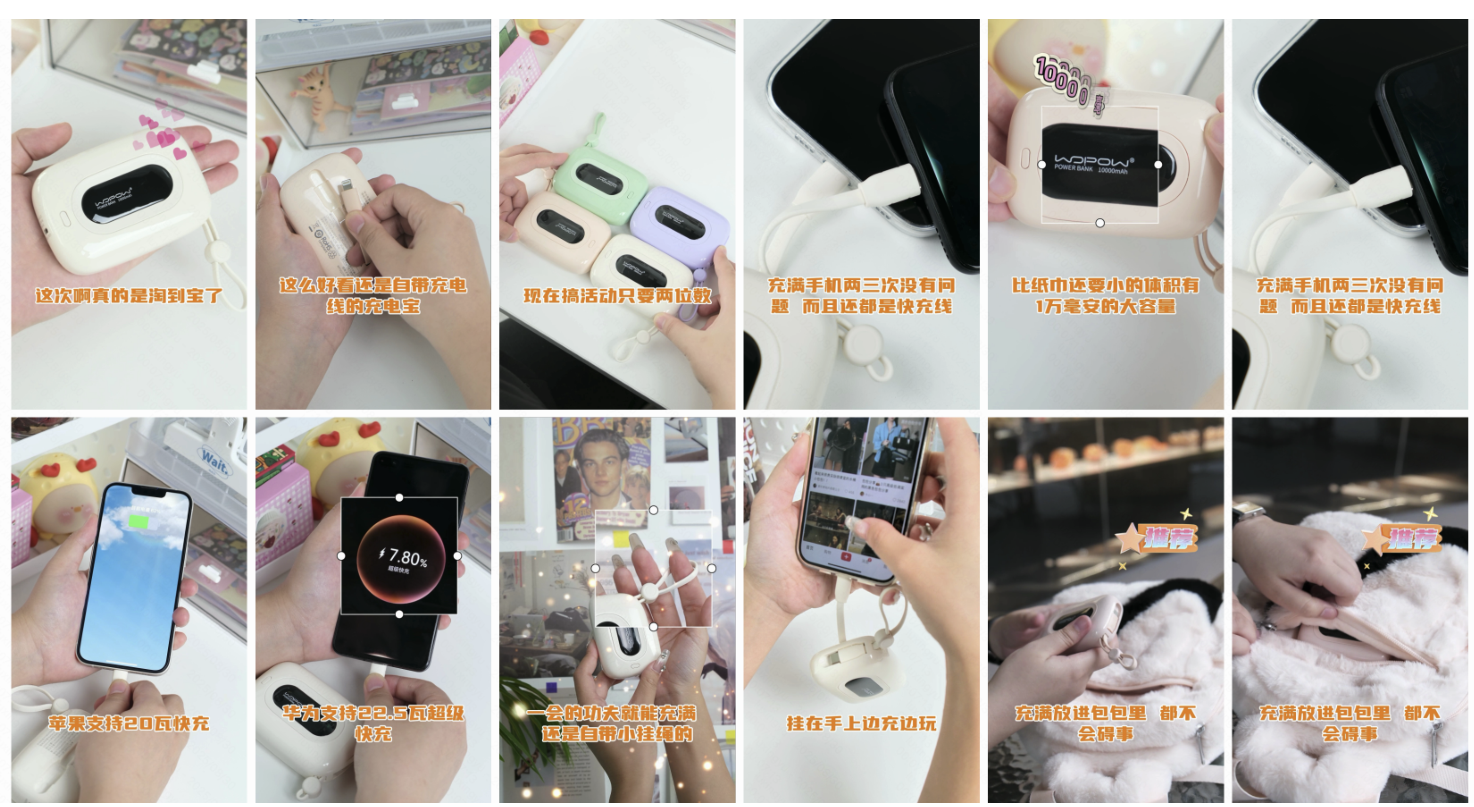 WOPOW
这次啊真的是淘到宝了
这么好看还是自带充电
线的充电宝
现在搞活动只要两位数
充满手机两三次没有问
题 而且还都是快充线
10000
WOPOW®
POWER BANK 10000mAh
比纸巾还要小的体积有
1万毫安的大容量
充满手机两三次没有问
题 而且还都是快充线
Wait.
苹果支持20瓦快充
Wait.
7.80%
超级快充
华为支持22.5瓦超级
快充
一会的功夫就能充满
还是自带小挂绳的
挂在手上边充边玩
推荐
充满放进包包里 都不
会碍事
推荐
充满放进包包里 都不
会碍事